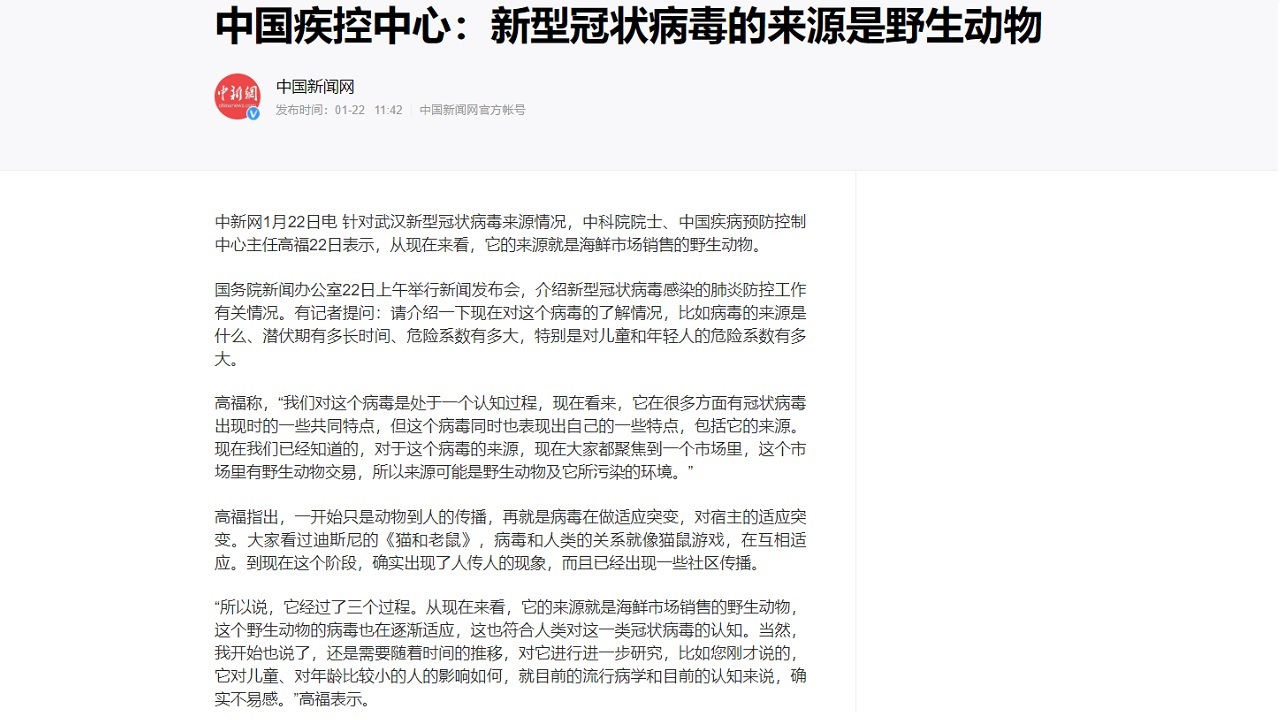 中国疾控中心：新型冠状病毒的来源是野生动物
中新網
中国新闻网
发布时间：01-22 11:42 中国新闻网官方帐号
中新网1月22日电 针对武汉新型冠状病毒来源情况，中科院院士、中国疾病预防控制
中心主任高福22日表示，从现在来看，它的来源就是海鲜市场销售的野生动物。
国务院新闻办公室22日上午举行新闻发布会，介绍新型冠状病毒感染的肺炎防控工作
有关情况。有记者提问：请介绍一下现在对这个病毒的了解情况，比如病毒的来源是
什么、潜伏期有多长时间、危险系数有多大，特别是对儿童和年轻人的危险系数有多
大。
高福称，“我们对这个病毒是处于一个认知过程，现在看来，它在很多方面有冠状病毒
出现时的一些共同特点，但这个病毒同时也表现出自己的一些特点，包括它的来源。
现在我们已经知道的，对于这个病毒的来源，现在大家都聚焦到一个市场里，这个市
场里有野生动物交易，所以来源可能是野生动物及它所污染的环境。”
高福指出，一开始只是动物到人的传播，再就是病毒在做适应突变，对宿主的适应突
变。大家看过迪斯尼的《猫和老鼠》，病毒和人类的关系就像猫鼠游戏，在互相适
应。到现在这个阶段，确实出现了人传人的现象，而且已经出现一些社区传播。
“所以说，它经过了三个过程。从现在来看，它的来源就是海鲜市场销售的野生动物，
这个野生动物的病毒也在逐渐适应，这也符合人类对这一类冠状病毒的认知。当然，
我开始也说了，还是需要随着时间的推移，对它进行进一步研究，比如您刚才说的，
它对儿童、对年龄比较小的人的影响如何，就目前的流行病学和目前的认知来说，确
实不易感。”高福表示。